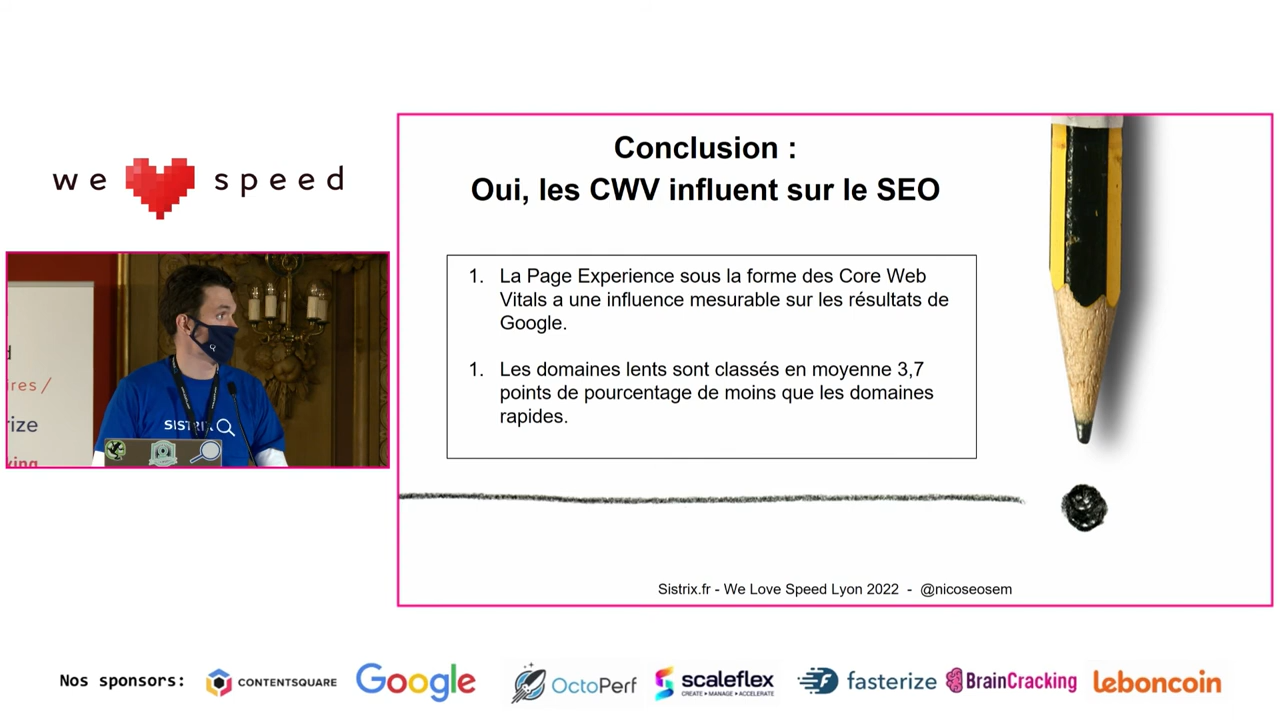 we speed
Conclusion :
Oui, les CWV influent sur le SEO
1. La Page Experience sous la forme des Core Web
Vitals a une influence mesurable sur les résultats de
Google.
1. Les domaines lents sont classés en moyenne 3,7
points de pourcentage de moins que les domaines
rapides.
Sistrix.fr - We Love Speed Lyon 2022 - @nicoseosem
res/
rize
SISTRIX
Nos sponsors: CONTENTSQUARE Google OctoPerf scaleflex fasterize BrainCracking leboncoin
CREATE • MANAGE • ACCELERATE